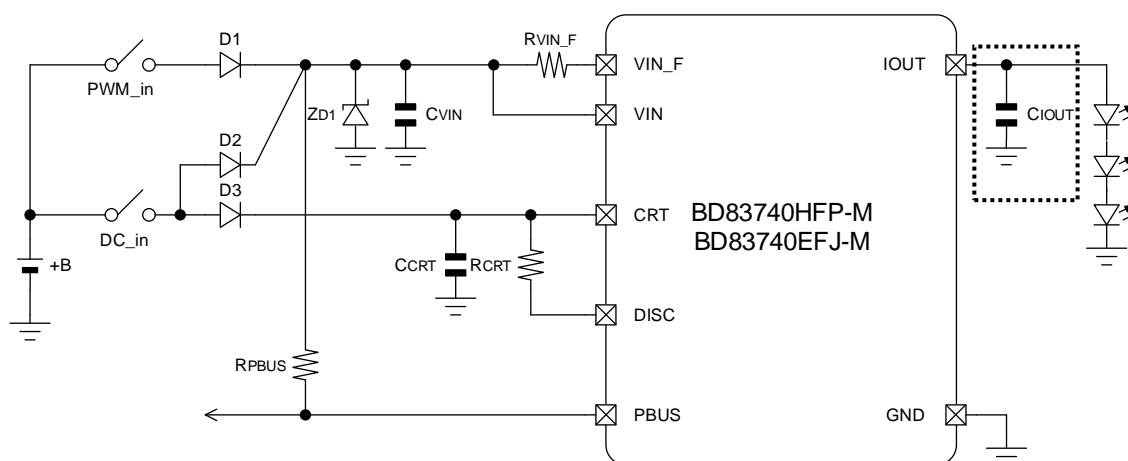 D1
RVIN_F
VIN_F
IOUT
PWM_in
ZD1
CVIN
VIN
CIOUT
D2
D3
CRT
BD83740HFP-M
BD83740EFJ-M
DC_in
+B
CCRT
RCRT
DISC
RPBUS
PBUS
GND